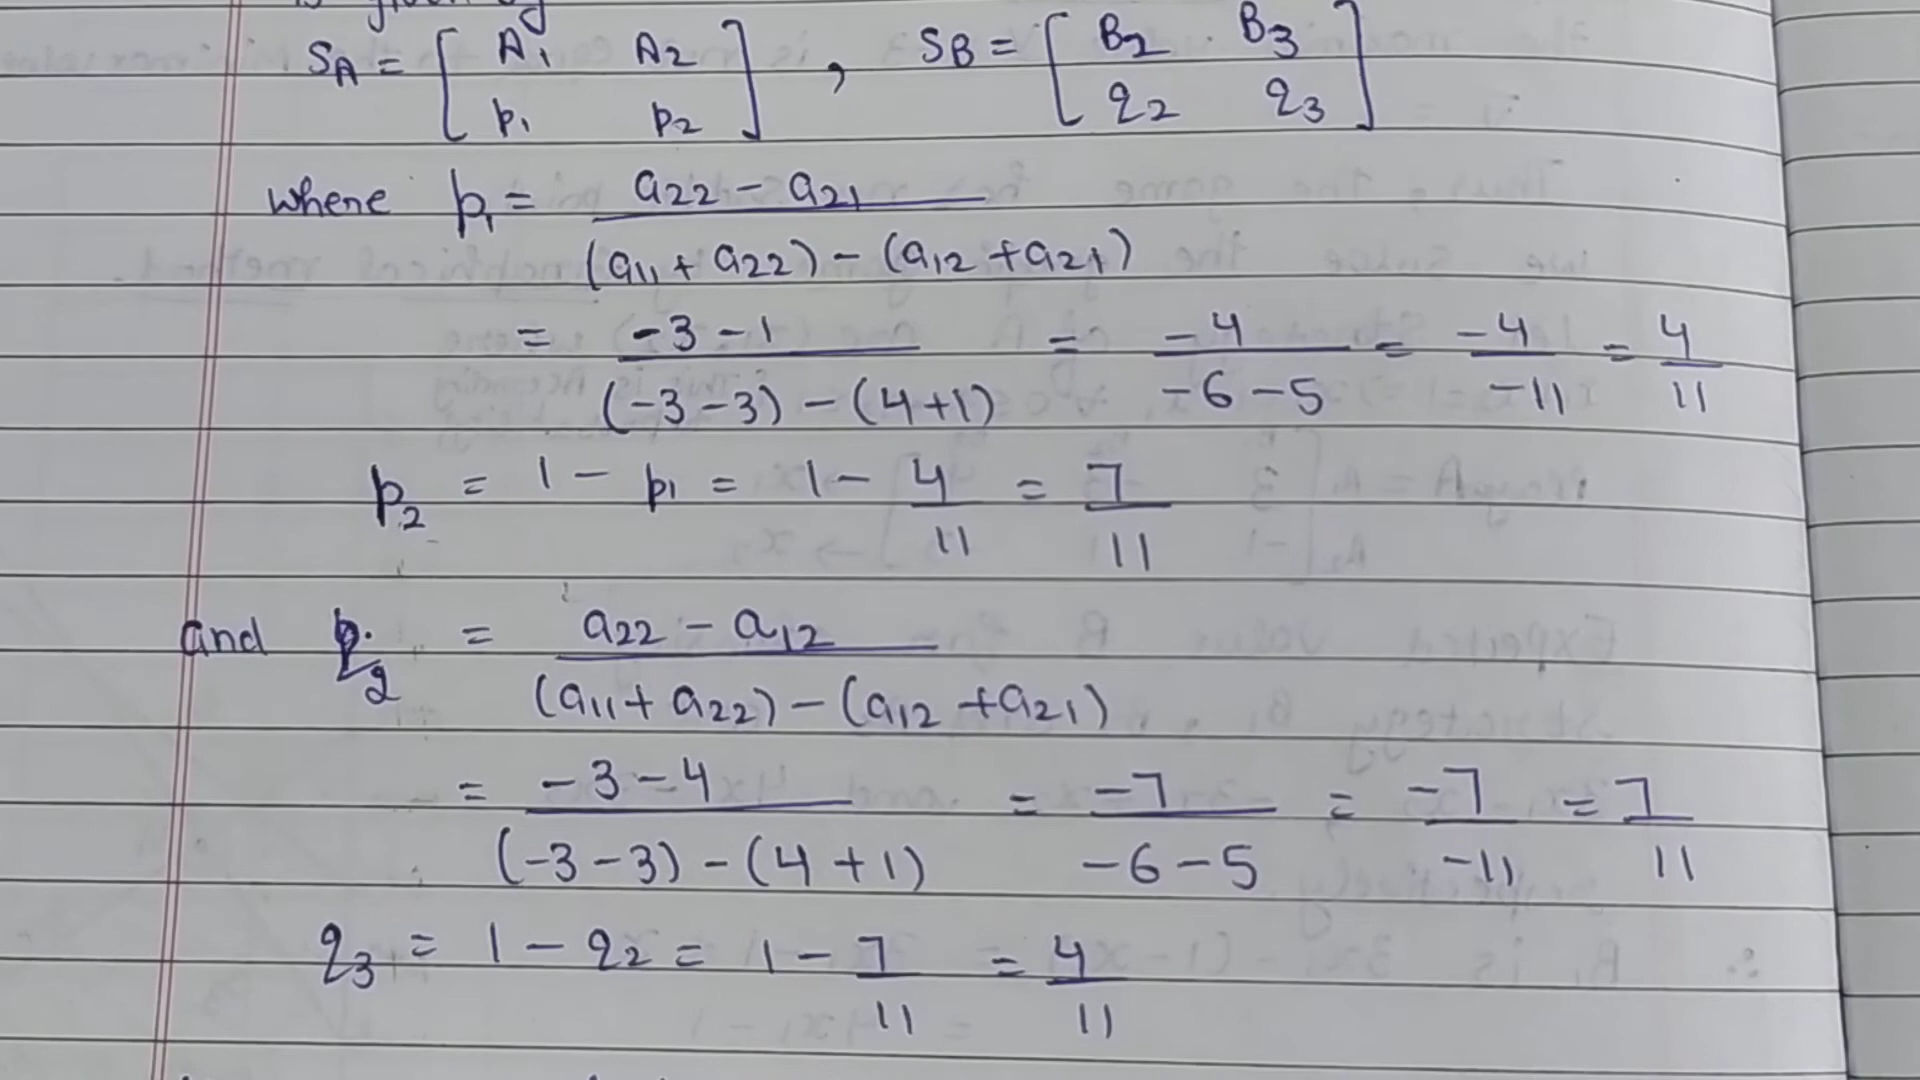 is given by
SA = [ A1 A2 ] , SB = [ B2 B3 ]
[ p1 p2 ] [ q2 q3 ]
where p1 = a22 - a21
(a11 + a22) - (a12 + a21)
= -3 - 1 = -4 = -4 = 4
(-3 - 3) - (4 + 1) -6 - 5 -11 11
p2 = 1 - p1 = 1 - 4 = 7
11 11
and q2 = a22 - a12
(a11 + a22) - (a12 + a21)
= -3 - 4 = -7 = -7 = 7
(-3 - 3) - (4 + 1) -6 - 5 -11 11
q3 = 1 - q2 = 1 - 7 = 4
11 11